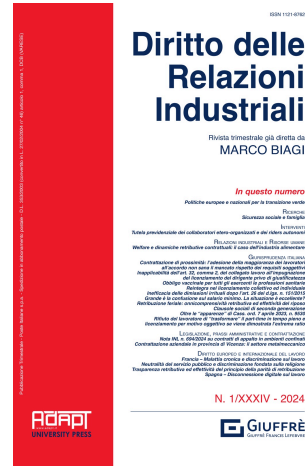 ISSN 1121-8762
Diritto delle
Relazioni
Industriali
Rivista trimestrale già diretta da
MARCO BIAGI
In questo numero
Politiche europee e nazionali per la transizione verde
RICERCHE
Sicurezza sociale e famiglia
INTERVENTI
Tutele previdenziale dei collaboratori etero-organizzati e dei riders autonomi
RELAZIONI INDUSTRIALI E RISORSE UMANE
Welfare e dinamiche retributive contrattuali: il caso dell'industria alimentare
GIURISPRUDENZA ITALIANA
Contrattazione di prossimità: l'adesione della maggioranza dei lavoratori
all'accordo non sana il mancato rispetto dei requisiti soggettivi
Inapplicabilità dell'art. 32, comma 2, del collegato lavoro all'impugnazione
del licenziamento del dirigente privo di giustificatezza
Obbligo vaccinale per tutti gli esercenti le professioni sanitarie
Reintegra nel licenziamento collettivo ed individuale
Inefficacia delle dimissioni intuitu dopo l'art. 26 del d.lgs. n. 151/2015
Grande è la confusione sul salario minimo. La situazione è eccellente?
Retribuzione feriale: onnicomprensività retributiva ed effettività del riposo
Clausole sociali di seconda generazione
Oltre le "apparenze" di Cass. ord. 7 aprile 2023, n. 9530
Rifiuto del lavoratore di "trasformare" il part-time in tempo pieno e
licenziamento per motivo oggettivo se viene dimostrata l'extrema ratio
LEGISLAZIONE, PRASSI AMMINISTRATIVE E CONTRATTAZIONE
Nota INL n. 694/2024 su contratti di appalto in ambienti confinati
Contrattazione aziendale in provincia di Vicenza: il settore metalmeccanico
DIRITTO EUROPEO E INTERNAZIONALE DEL LAVORO
Francia – Malattia cronica e discriminazione sul lavoro
Neutralità del servizio pubblico e discriminazione fondata sulla religione
Trasparenza retributiva ed effettività del principio della parità di retribuzione
Spagna – Disconnessione digitale sul lavoro
N. 1/XXXIV - 2024
ADAPT
UNIVERSITY PRESS
GIUFFRÈ
GIUFFRÈ FRANCIS LEFEBVRE